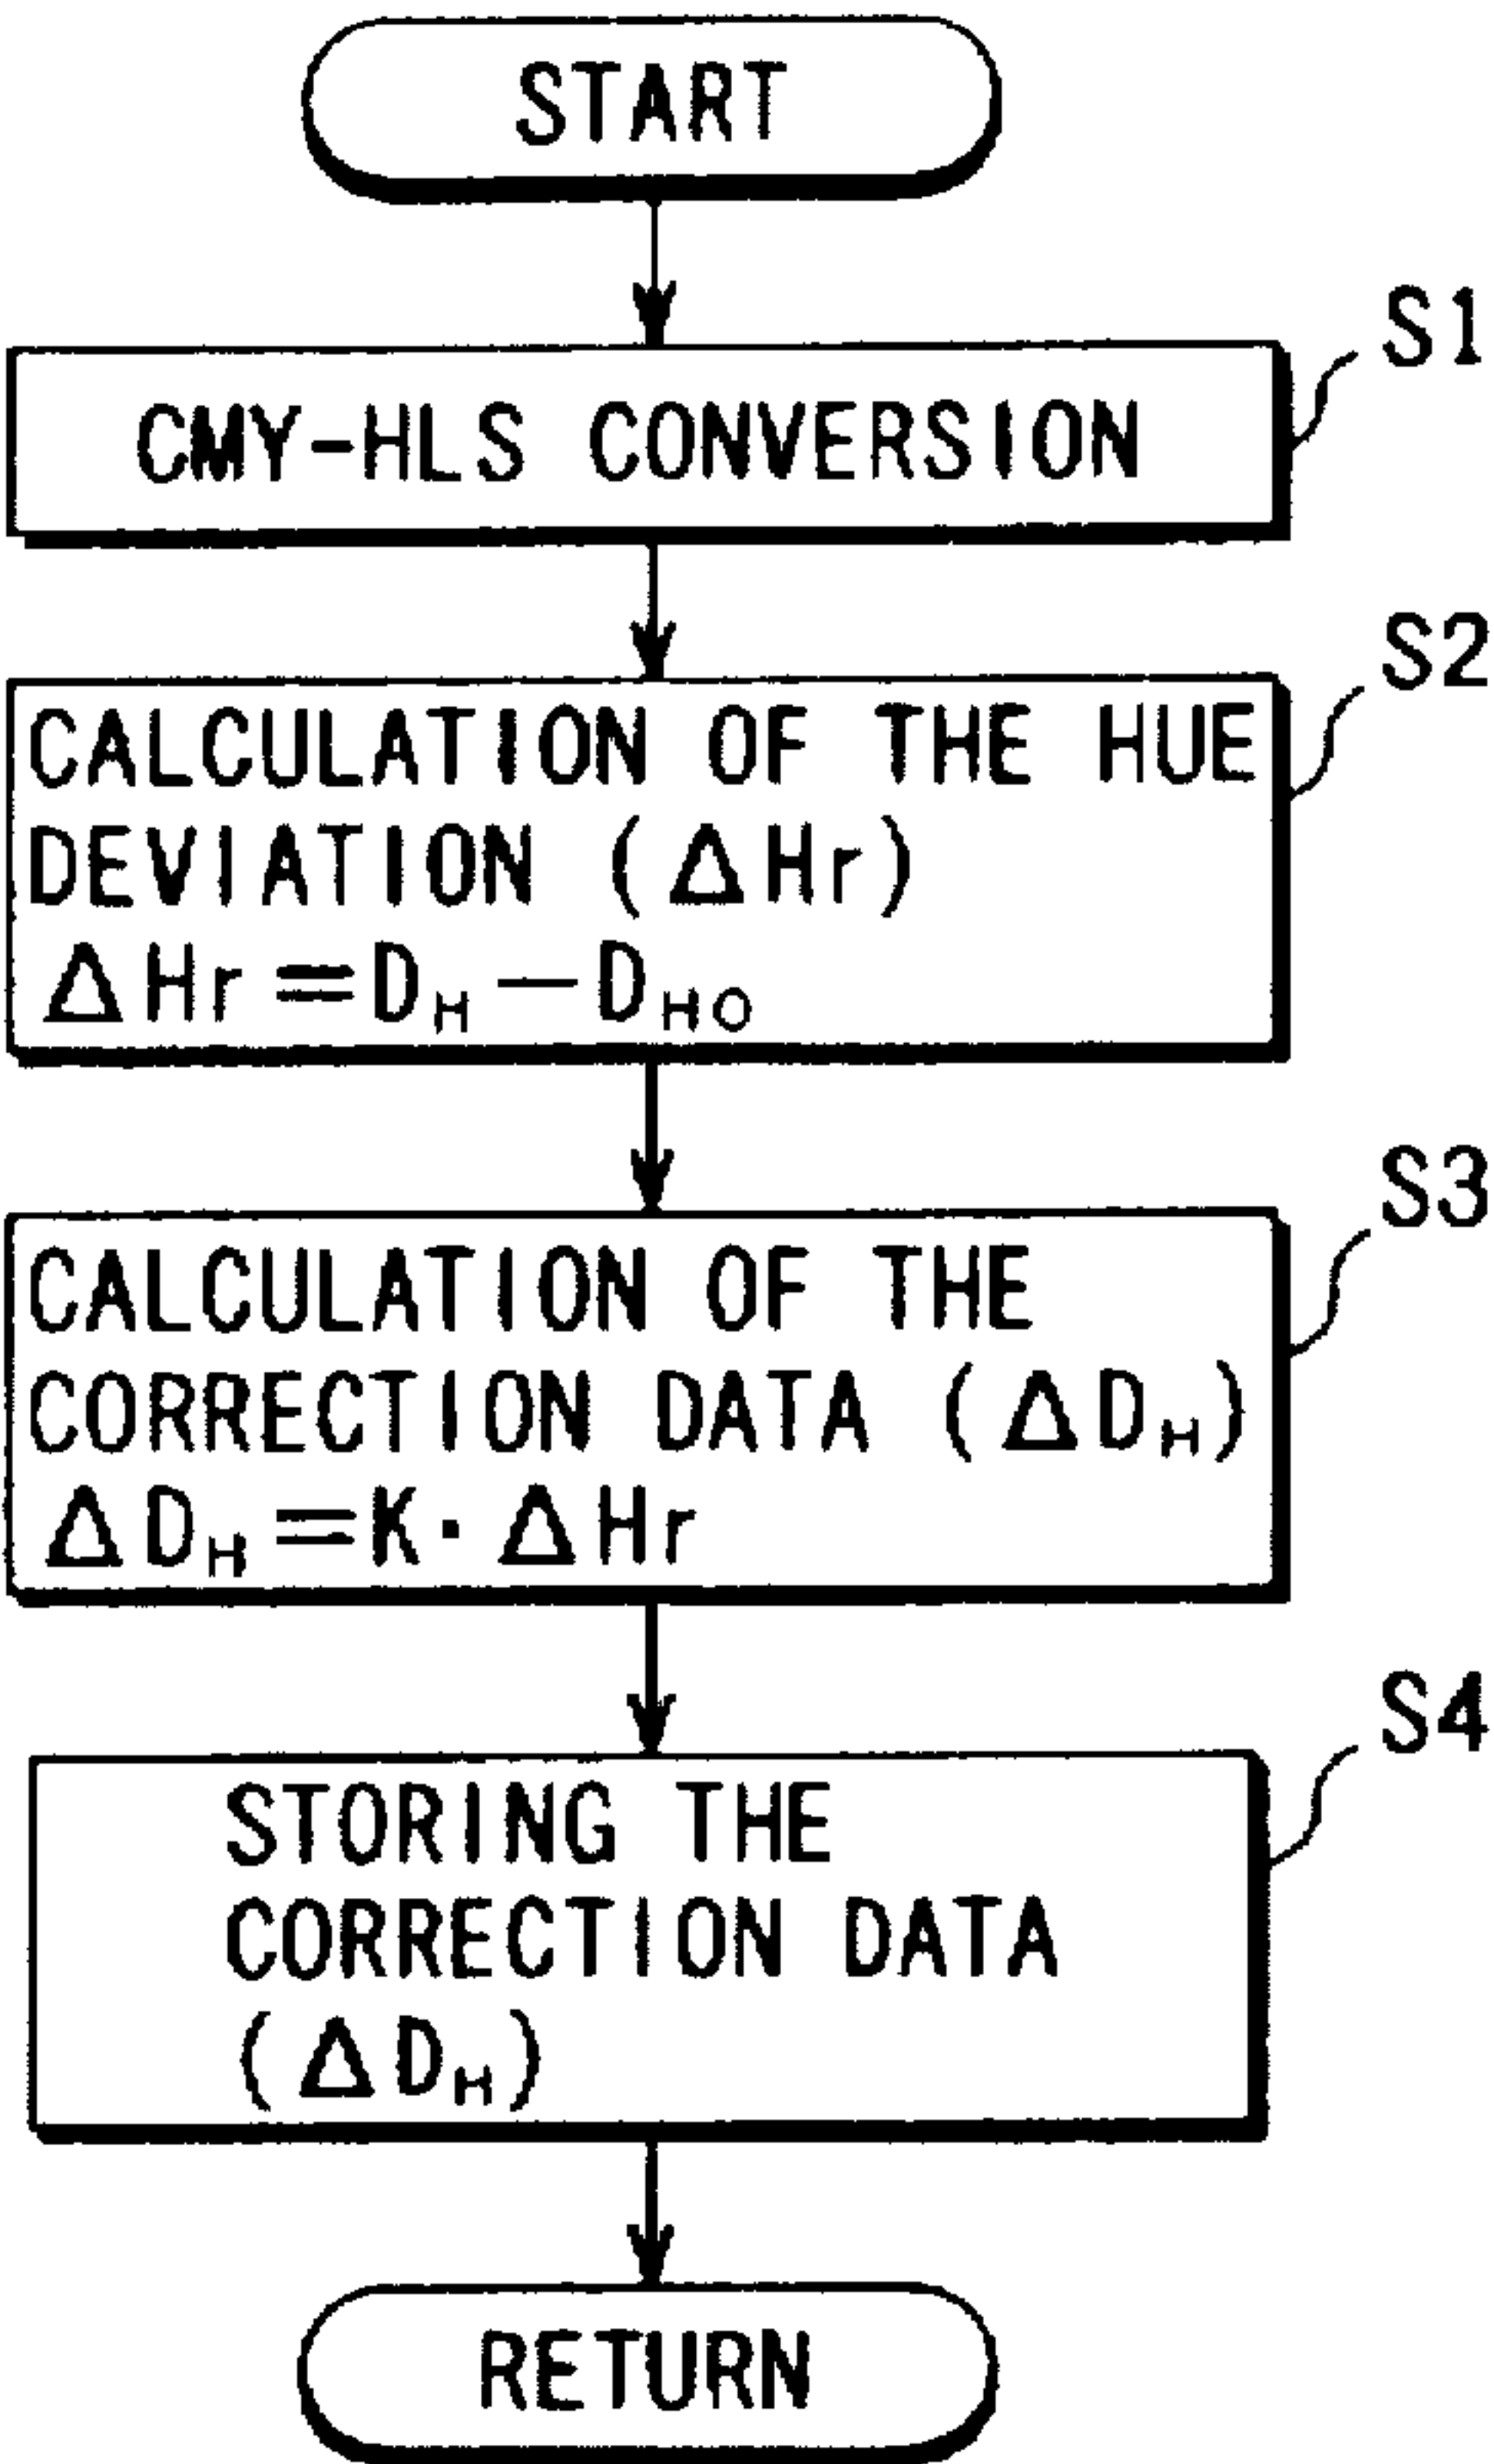 START
S1
CMY-HLS CONVERSION
S2
CALCULATION OF THE HUE
DEVIATION (ΔHr)
ΔHr=D_H-D_HO
S3
CALCULATION OF THE
CORRECTION DATA (ΔD_H)
ΔD_H=K·ΔHr
S4
STORING THE
CORRECTION DATA
(ΔD_H)
RETURN